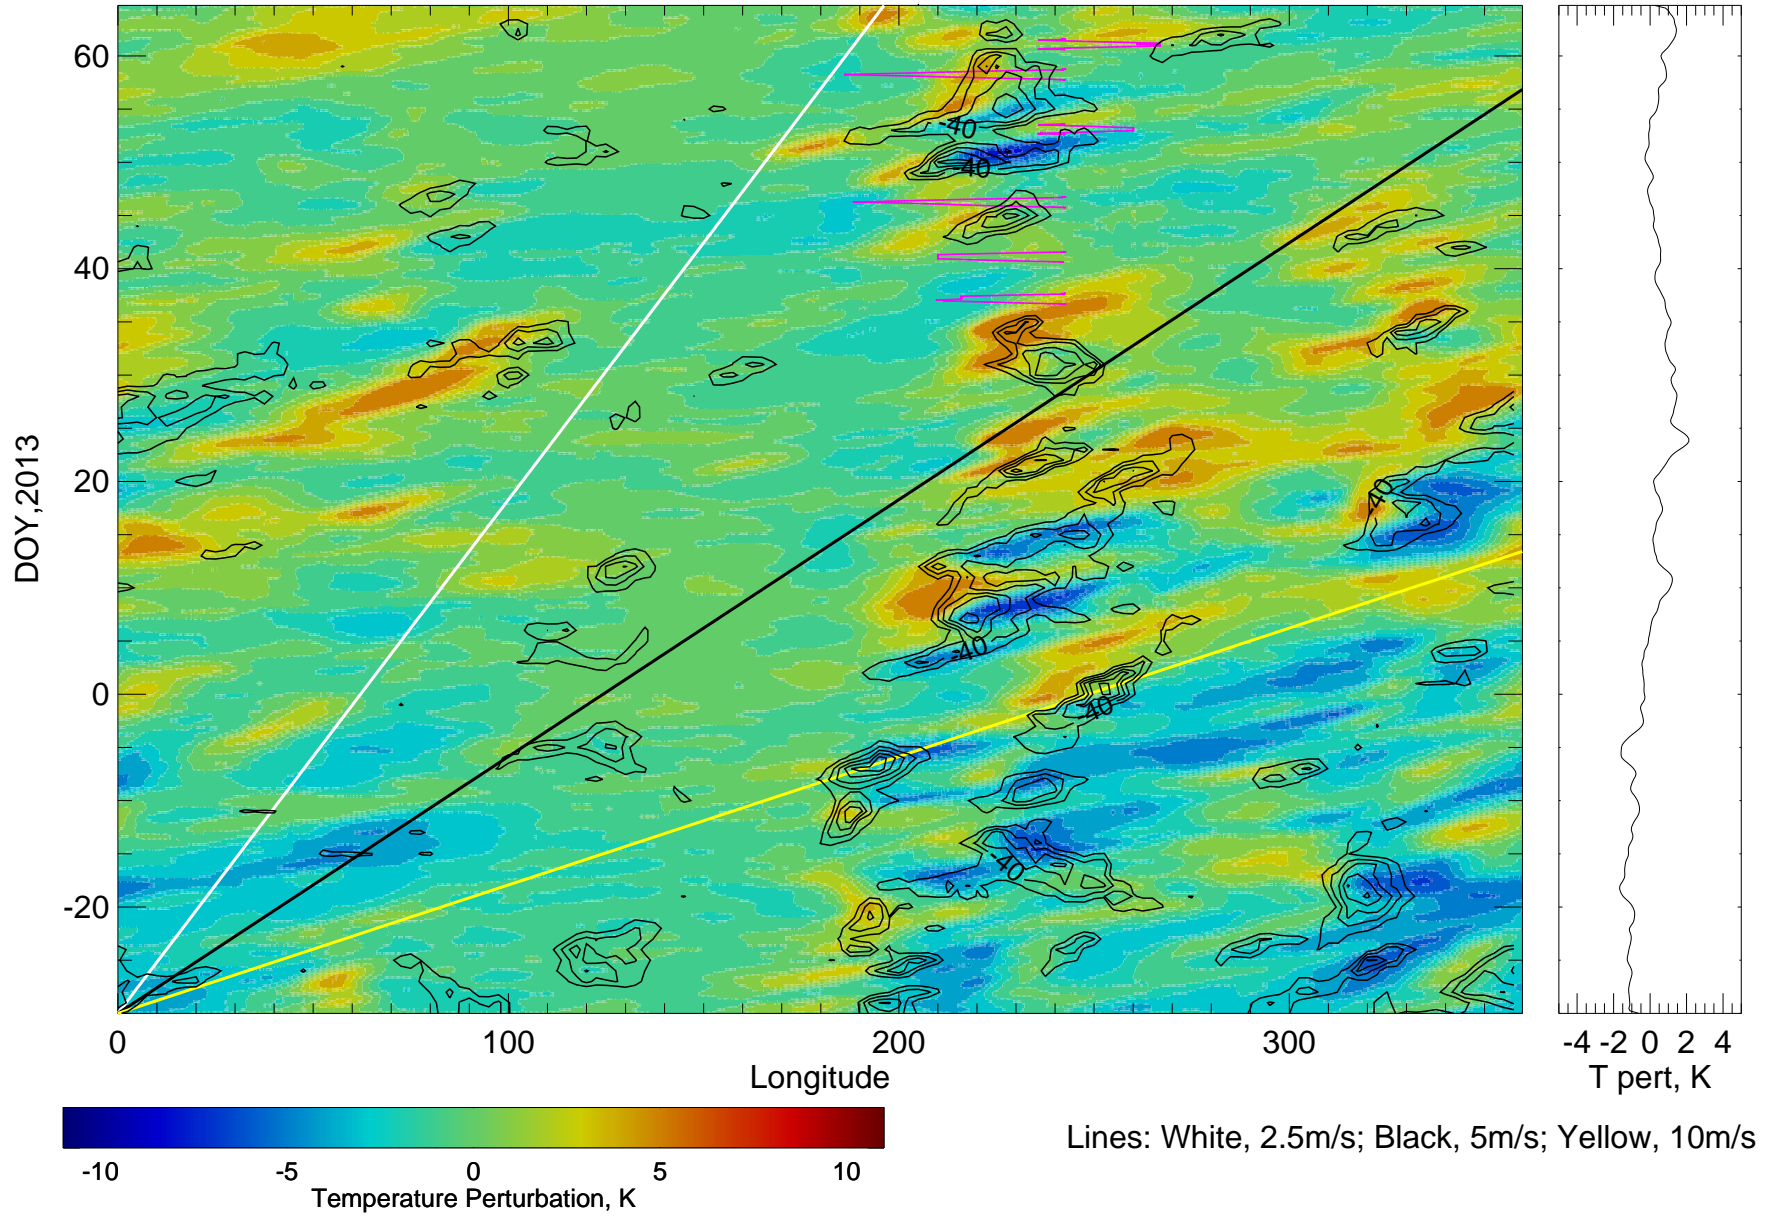 60
40
20
0
-20
DOY,2013
-40
-40
-40
-40
-40
-40
0 100 200 300
Longitude
-4 -2 0 2 4
T pert, K
-10 -5 0 5 10
Temperature Perturbation, K
Lines: White, 2.5m/s; Black, 5m/s; Yellow, 10m/s